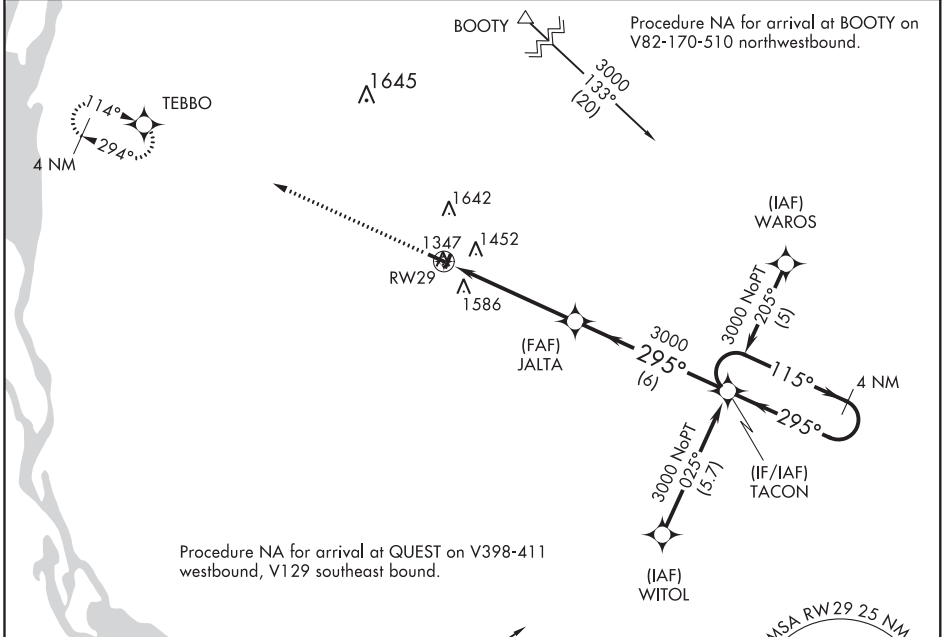 BOOTY
Procedure NA for arrival at BOOTY on
V82-170-510 northwestbound.
3000
133°
(20)
1645
TEBBO
114°
294°
4 NM
1642
1452
1347
RW29
1586
(IAF)
WAROS
3000 NoPT
205°
(5)
(FAF)
JALTA
3000
295°
(6)
115°
4 NM
295°
3000 NoPT
025°
(5.7)
(IF/IAF)
TACON
(IAF)
WITOL
Procedure NA for arrival at QUEST on V398-411
westbound, V129 southeast bound.
MSA RW29 25 NM